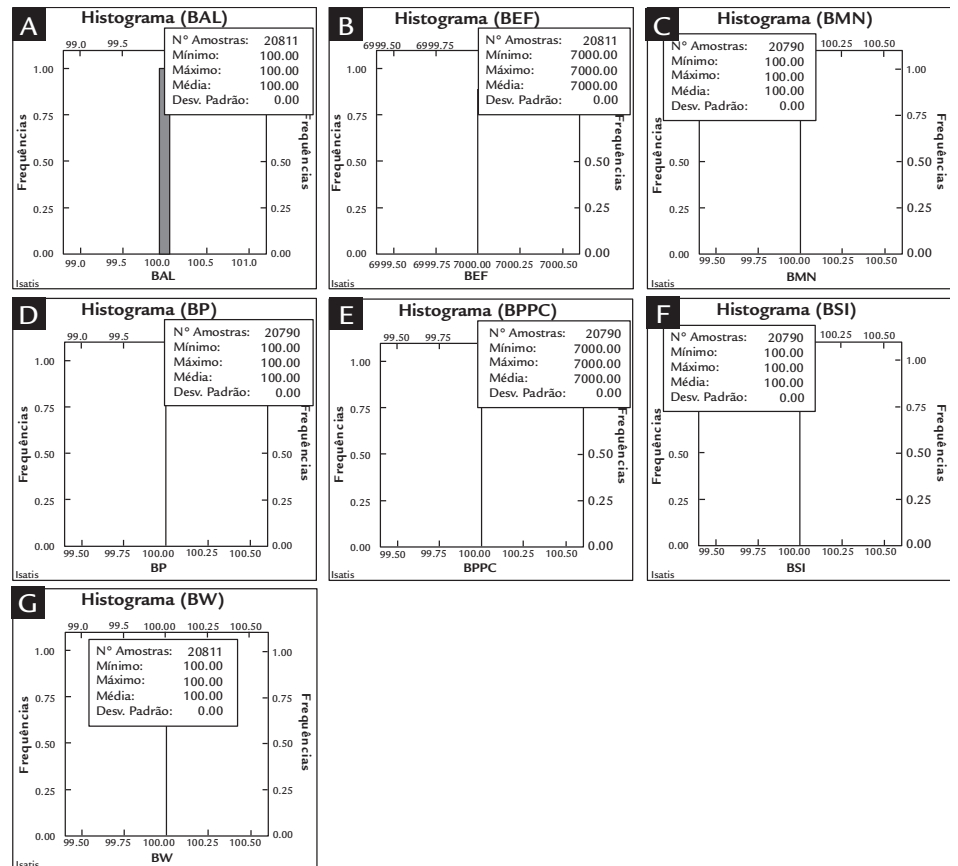 A
Histograma (BAL)
99.0 99.5
N° Amostras: 20811
Mínimo: 100.00
Máximo: 100.00
Média: 100.00
Desv. Padrão: 0.00
1.00
0.75
0.50 0.50
0.25 0.25
0.00 0.00
Frequências
Frequências
99.0 99.5 100.0 100.5 101.0
BAL
Isatis
B
Histograma (BEF)
6999.50 6999.75
N° Amostras: 20811
Mínimo: 7000.00
Máximo: 7000.00
Média: 7000.00
Desv. Padrão: 0.00
1.00
0.75
0.50 0.50
0.25 0.25
0.00 0.00
Frequências
Frequências
6999.50 6999.75 7000.00 7000.25 7000.50
BEF
Isatis
C
Histograma (BMN)
100.25 100.50
N° Amostras: 20790
Mínimo: 100.00
Máximo: 100.00
Média: 100.00
Desv. Padrão: 0.00
1.00
0.75
0.50 0.50
0.25 0.25
0.00 0.00
Frequências
Frequências
99.50 99.75 100.00 100.25 100.50
BMN
Isatis
D
Histograma (BP)
99.0 99.5
N° Amostras: 20790
Mínimo: 100.00
Máximo: 100.00
Média: 100.00
Desv. Padrão: 0.00
1.00
0.75
0.50 0.50
0.25 0.25
0.00 0.00
Frequências
Frequências
99.50 99.75 100.00 100.25 100.50
BP
Isatis
E
Histograma (BPPC)
99.50 99.75
N° Amostras: 20790
Mínimo: 7000.00
Máximo: 7000.00
Média: 7000.00
Desv. Padrão: 0.00
1.00
0.75
0.50 0.50
0.25 0.25
0.00 0.00
Frequências
Frequências
99.50 99.75 100.00 100.25 100.50
BPPC
Isatis
F
Histograma (BSI)
100.25 100.50
N° Amostras: 20790
Mínimo: 100.00
Máximo: 100.00
Média: 100.00
Desv. Padrão: 0.00
1.00
0.75
0.50 0.50
0.25 0.25
0.00 0.00
Frequências
Frequências
99.50 99.75 100.00 100.25 100.50
BSI
Isatis
G
Histograma (BW)
99.0 99.5 100.00 100.25 100.50
N° Amostras: 20811
Mínimo: 100.00
Máximo: 100.00
Média: 100.00
Desv. Padrão: 0.00
1.00 1.00
0.75 0.75
0.50 0.50
0.25 0.25
0.00 0.00
Frequências
Frequências
99.50 99.75 100.00 100.25 100.50
BW
Isatis